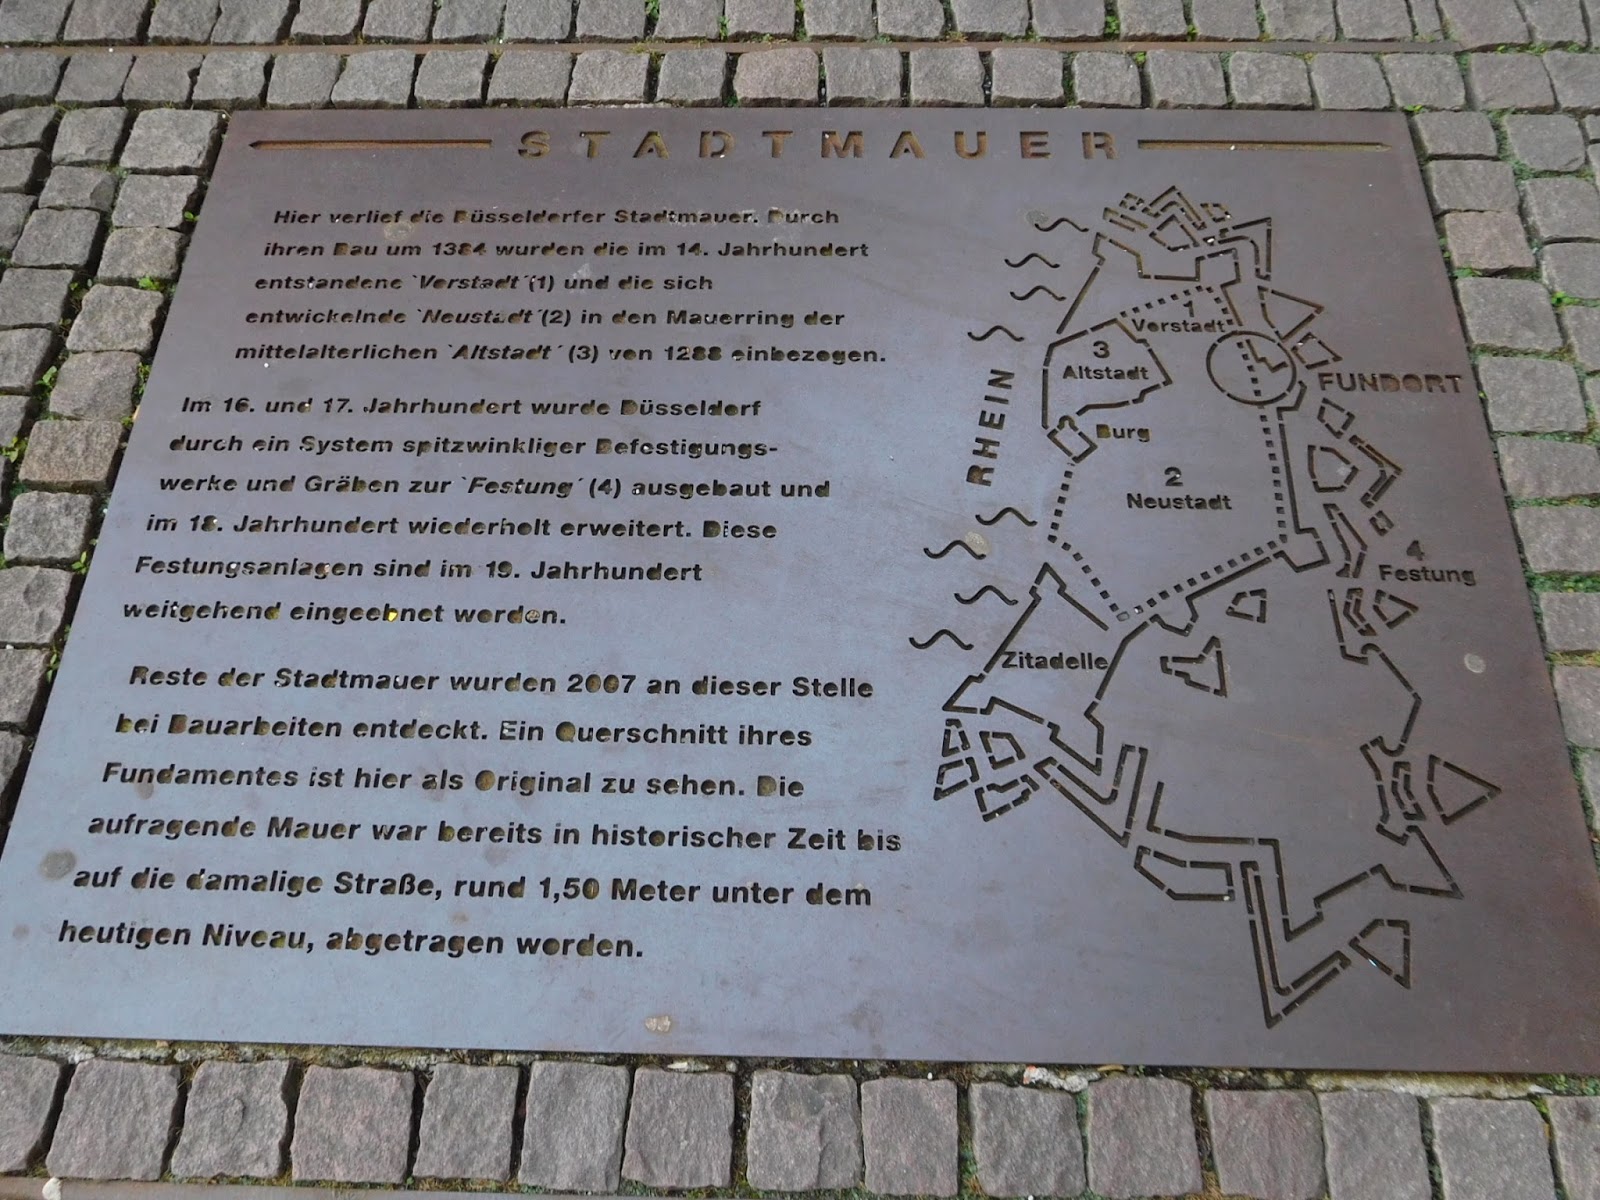 STADTMAUER
Hier verlief die Düsseldorfer Stadtmauer. Durch
ihren Bau um 1384 wurden die im 14. Jahrhundert
entstandene `Vorstadt´(1) und die sich
entwickelnde `Neustadt´(2) in den Mauerring der
mittelalterlichen `Altstadt´ (3) von 1288 einbezogen.
Im 16. und 17. Jahrhundert wurde Düsseldorf
durch ein System spitzwinkliger Befestigungs-
werke und Gräben zur `Festung´ (4) ausgebaut und
im 18. Jahrhundert wiederholt erweitert. Diese
Festungsanlagen sind im 19. Jahrhundert
weitgehend eingeebnet worden.
Reste der Stadtmauer wurden 2007 an dieser Stelle
bei Bauarbeiten entdeckt. Ein Querschnitt ihres
Fundamentes ist hier als Original zu sehen. Die
aufragende Mauer war bereits in historischer Zeit bis
auf die damalige Straße, rund 1,50 Meter unter dem
heutigen Niveau, abgetragen worden.
1
Vorstadt
3
Altstadt
FUNDORT
RHEIN
Burg
2
Neustadt
4
Festung
Zitadelle